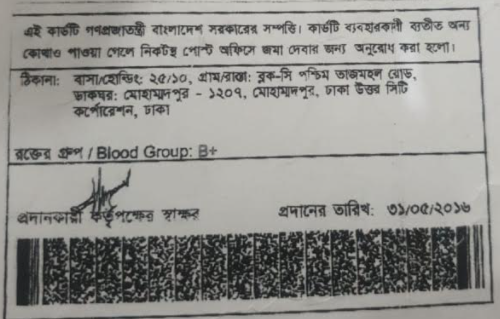 এই কার্ডটি গণপ্রজাতন্ত্রী বাংলাদেশ সরকারের সম্পত্তি। কার্ডটি ব্যবহারকারী ব্যতীত অন্য
কোথাও পাওয়া গেলে নিকটস্থ পোস্ট অফিসে জমা দেবার জন্য অনুরোধ করা হলো।
ঠিকানা: বাসা/হোল্ডিং: ২৫/১০, গ্রাম/রাস্তা: ব্লক-সি পশ্চিম তাজমহল রোড,
ডাকঘর: মোহাম্মদপুর - ১২০৭, মোহাম্মদপুর, ঢাকা উত্তর সিটি
কর্পোরেশন, ঢাকা
রক্তের গ্রুপ / Blood Group: B+
প্রদানকারী কর্তৃপক্ষের স্বাক্ষর
প্রদানের তারিখ: ৩১/০৫/২০১৬